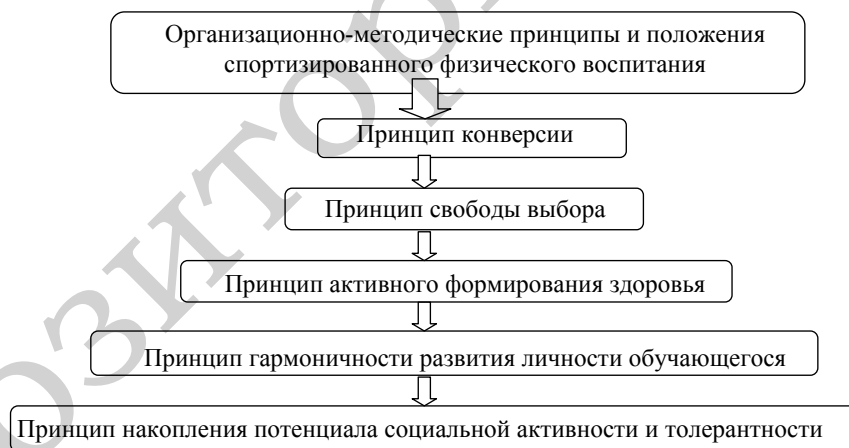 Организационно-методические принципы и положения
спортизированного физического воспитания
Принцип конверсии
Принцип свободы выбора
Принцип активного формирования здоровья
Принцип гармоничности развития личности обучающегося
Принцип накопления потенциала социальной активности и толерантности